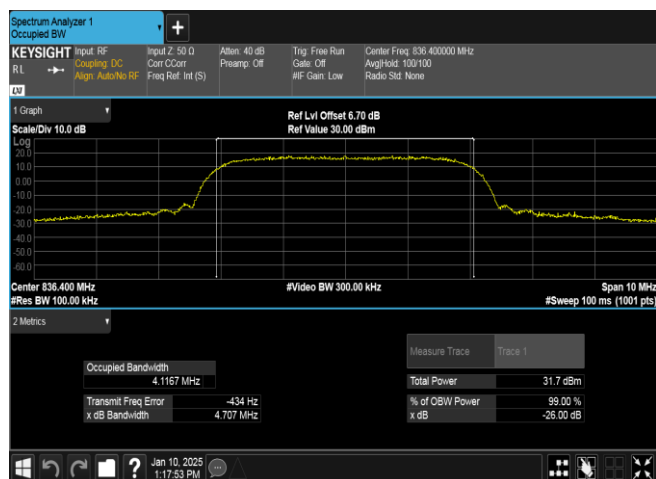 Spectrum Analyzer 1
Occupied BW
+
KEYSIGHT Input: RF Input Z: 50 Ω Atten: 40 dB Trig: Free Run Center Freq: 836.400000 MHz
RL Coupling: DC Corr CCorr Preamp: Off Gate: Off Avg|Hold: 100/100
Align: Auto/No RF Freq Ref: Int (S) #IF Gain: Low Radio Std: None
LXI
1 Graph
Ref Lvl Offset 6.70 dB
Scale/Div 10.0 dB Ref Value 30.00 dBm
Log
20.0
10.0
0.00
-10.0
-20.0
-30.0
-40.0
-50.0
-60.0
Center 836.400 MHz #Video BW 300.00 kHz Span 10 MHz
#Res BW 100.00 kHz #Sweep 100 ms (1001 pts)
2 Metrics
Measure Trace Trace 1
Occupied Bandwidth
4.1167 MHz Total Power 31.7 dBm
Transmit Freq Error -434 Hz % of OBW Power 99.00 %
x dB Bandwidth 4.707 MHz x dB -26.00 dB
? Jan 10, 2025
1:17:53 PM